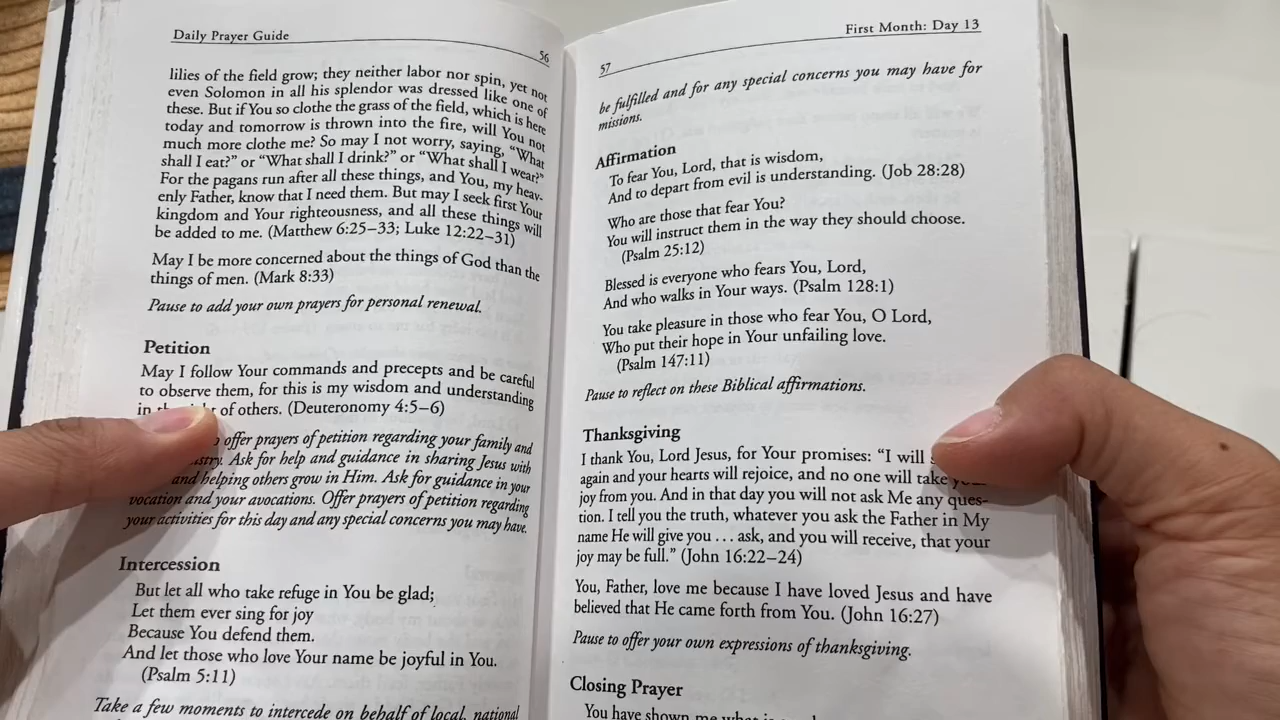 Daily Prayer Guide
56
lilies of the field grow; they neither labor nor spin, yet not
even Solomon in all his splendor was dressed like one of
these. But if You so clothe the grass of the field, which is here
today and tomorrow is thrown into the fire, will You not
much more clothe me? So may I not worry, saying, “What
shall I eat?” or “What shall I drink?” or “What shall I wear?”
For the pagans run after all these things, and You, my heav-
enly Father, know that I need them. But may I seek first Your
kingdom and Your righteousness, and all these things will
be added to me. (Matthew 6:25–33; Luke 12:22–31)
May I be more concerned about the things of God than the
things of men. (Mark 8:33)
Pause to add your own prayers for personal renewal.
Petition
May I follow Your commands and precepts and be careful
to observe them, for this is my wisdom and understanding
in of others. (Deuteronomy 4:5–6)
offer prayers of petition regarding your family and
Ask for help and guidance in sharing Jesus with
and helping others grow in Him. Ask for guidance in your
vocation and your avocations. Offer prayers of petition regarding
your activities for this day and any special concerns you may have.
Intercession
But let all who take refuge in You be glad;
Let them ever sing for joy
Because You defend them.
And let those who love Your name be joyful in You.
(Psalm 5:11)
Take a few moments to intercede on behalf of local, national
First Month: Day 13
57
be fulfilled and for any special concerns you may have for
missions.
Affirmation
To fear You, Lord, that is wisdom,
And to depart from evil is understanding. (Job 28:28)
Who are those that fear You?
You will instruct them in the way they should choose.
(Psalm 25:12)
Blessed is everyone who fears You, Lord,
And who walks in Your ways. (Psalm 128:1)
You take pleasure in those who fear You, O Lord,
Who put their hope in Your unfailing love.
(Psalm 147:11)
Pause to reflect on these Biblical affirmations.
Thanksgiving
I thank You, Lord Jesus, for Your promises: “I will
again and your hearts will rejoice, and no one will take
joy from you. And in that day you will not ask Me any ques-
tion. I tell you the truth, whatever you ask the Father in My
name He will give you . . . ask, and you will receive, that your
joy may be full.” (John 16:22–24)
You, Father, love me because I have loved Jesus and have
believed that He came forth from You. (John 16:27)
Pause to offer your own expressions of thanksgiving.
Closing Prayer
You have shown me what is